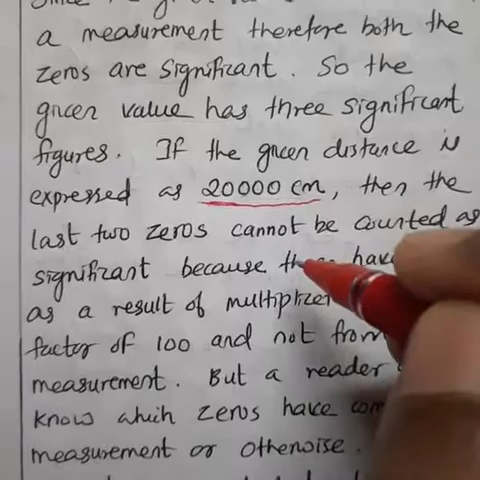 a measurement therefore both the
zeros are significant. So the
given value has three significant
figures. If the given distance is
expressed as 20000 cm, then the
last two zeros cannot be counted as
significant because
as a result of
factor of 100 and not from
measurement. But a reader
know which zeros have
measurement or otherwise.